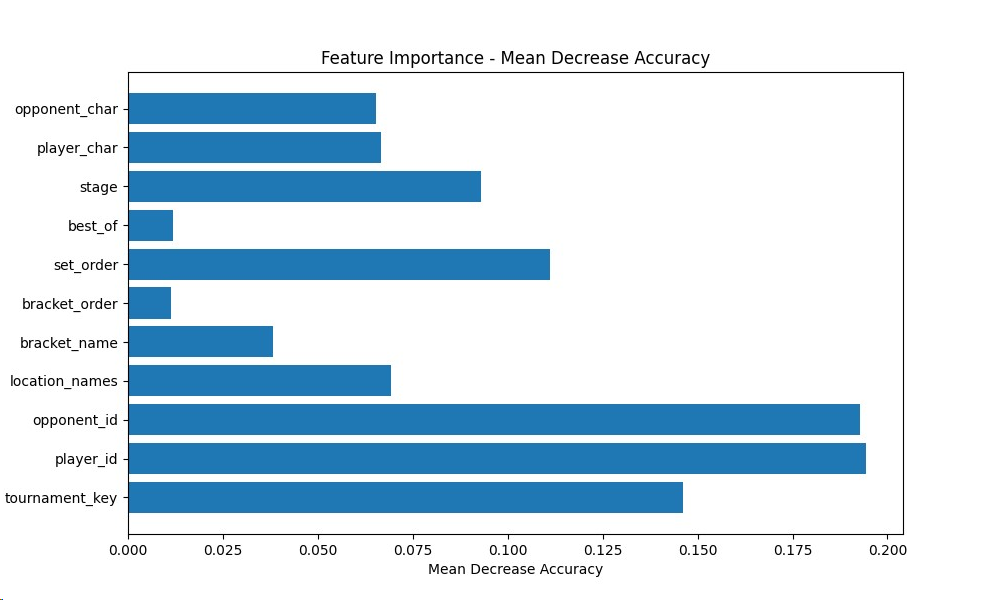 Feature Importance - Mean Decrease Accuracy
opponent_char
player_char
stage
best_of
set_order
bracket_order
bracket_name
location_names
opponent_id
player_id
tournament_key
0.000 0.025 0.050 0.075 0.100 0.125 0.150 0.175 0.200
Mean Decrease Accuracy